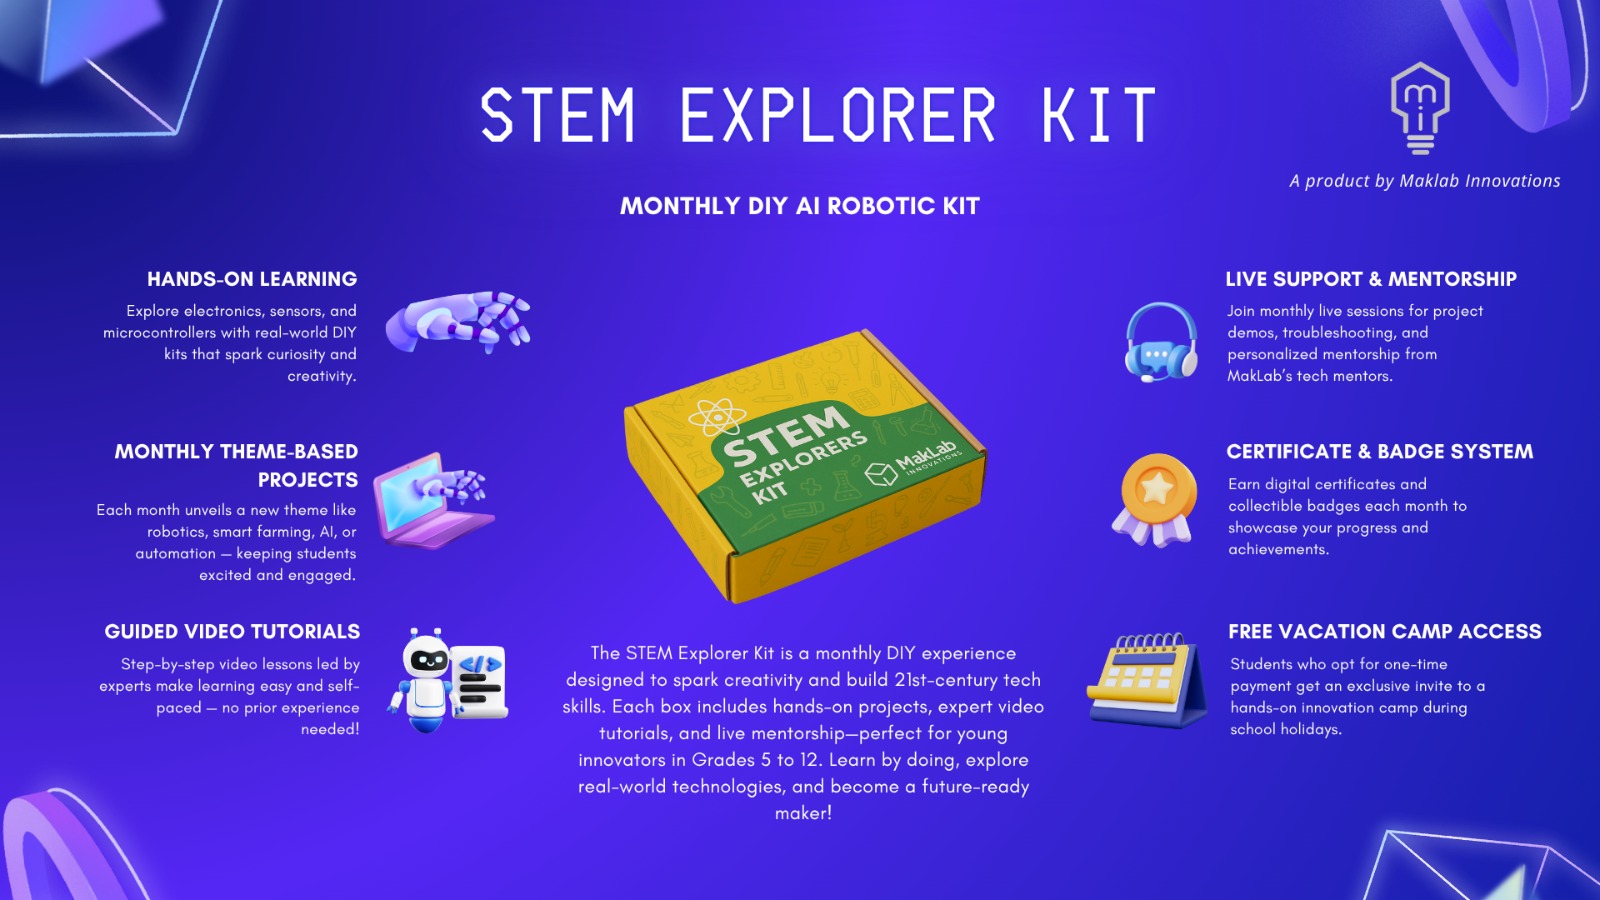 STEM EXPLORER KIT
A product by Maklab Innovations
MONTHLY DIY AI ROBOTIC KIT
HANDS-ON LEARNING
Explore electronics, sensors, and
microcontrollers with real-world DIY
kits that spark curiosity and
creativity.
MONTHLY THEME-BASED
PROJECTS
Each month unveils a new theme like
robotics, smart farming, AI, or
automation — keeping students
excited and engaged.
GUIDED VIDEO TUTORIALS
Step-by-step video lessons led by
experts make learning easy and self-
paced — no prior experience
needed!
STEM
EXPLORERS
KIT
MakLab
INNOVATIONS
The STEM Explorer Kit is a monthly DIY experience
designed to spark creativity and build 21st-century tech
skills. Each box includes hands-on projects, expert video
tutorials, and live mentorship—perfect for young
innovators in Grades 5 to 12. Learn by doing, explore
real-world technologies, and become a future-ready
maker!
LIVE SUPPORT & MENTORSHIP
Join monthly live sessions for project
demos, troubleshooting, and
personalized mentorship from
MakLab's tech mentors.
CERTIFICATE & BADGE SYSTEM
Earn digital certificates and
collectible badges each month to
showcase your progress and
achievements.
FREE VACATION CAMP ACCESS
Students who opt for one-time
payment get an exclusive invite to a
hands-on innovation camp during
school holidays.